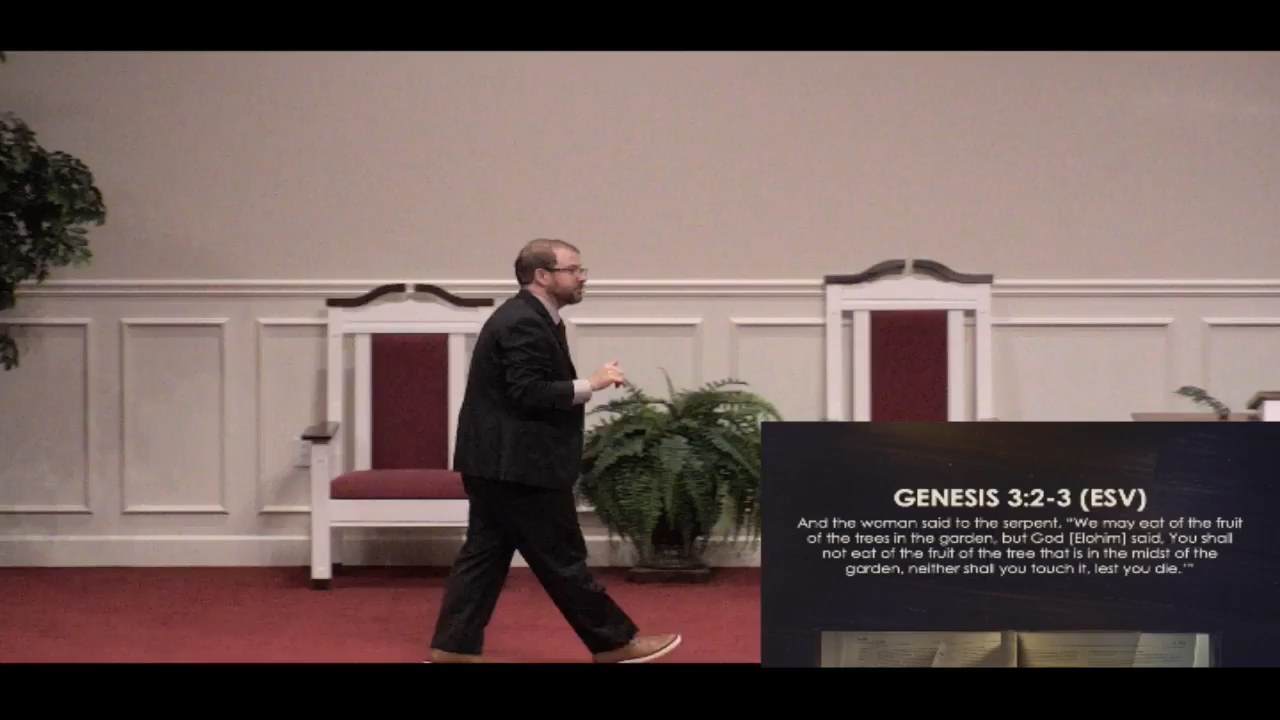 GENESIS 3:2-3 (ESV)
And the woman said to the serpent, "We may eat of the fruit
of the trees in the garden, but God [Elohim] said, You shall
not eat of the fruit of the tree that is in the midst of the
garden, neither shall you touch it, lest you die.'"